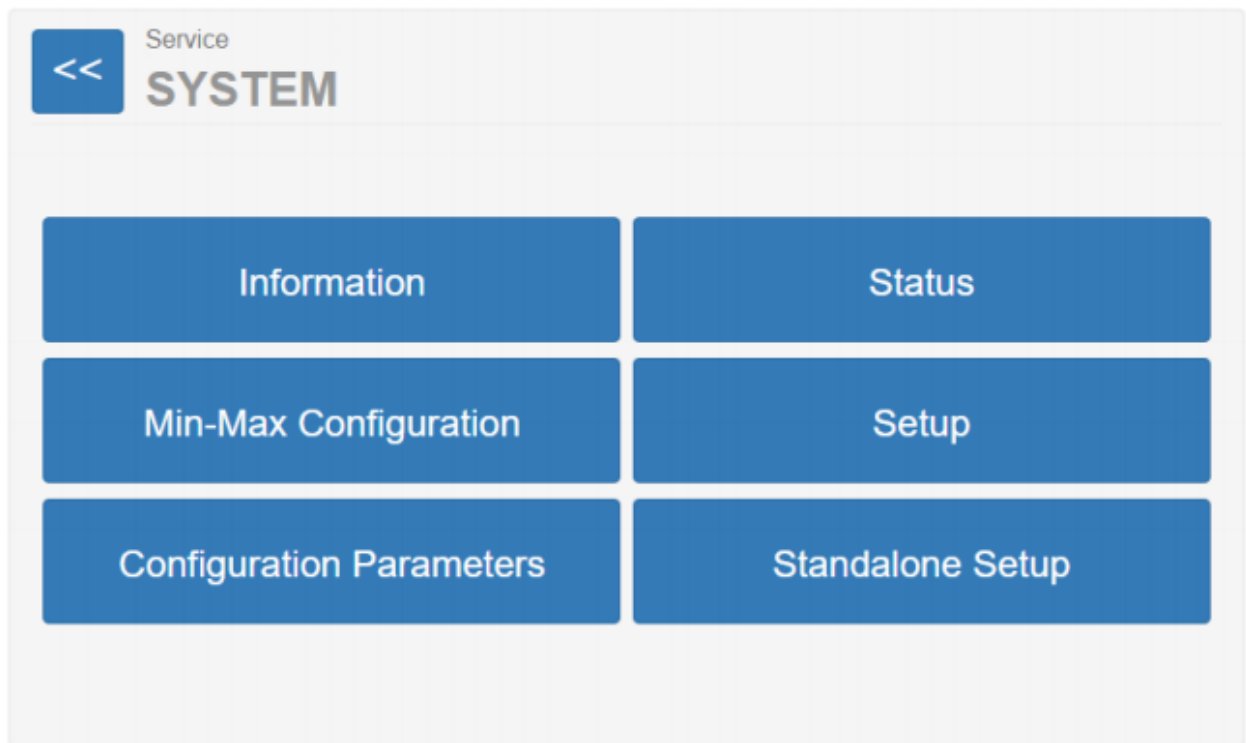 <<
Service
SYSTEM
Information
Status
Min-Max Configuration
Setup
Configuration Parameters
Standalone Setup